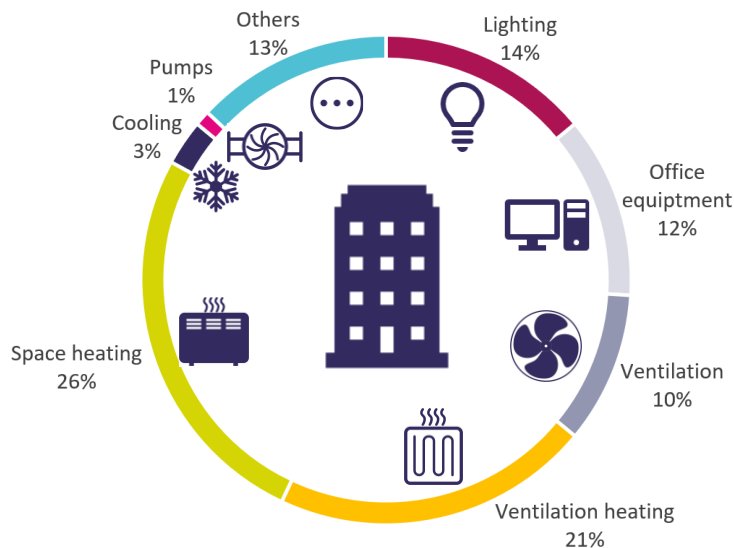 Others
13%
Lighting
14%
Pumps
1%
Cooling
3%
Office
equiptment
12%
Space heating
26%
Ventilation
10%
Ventilation heating
21%